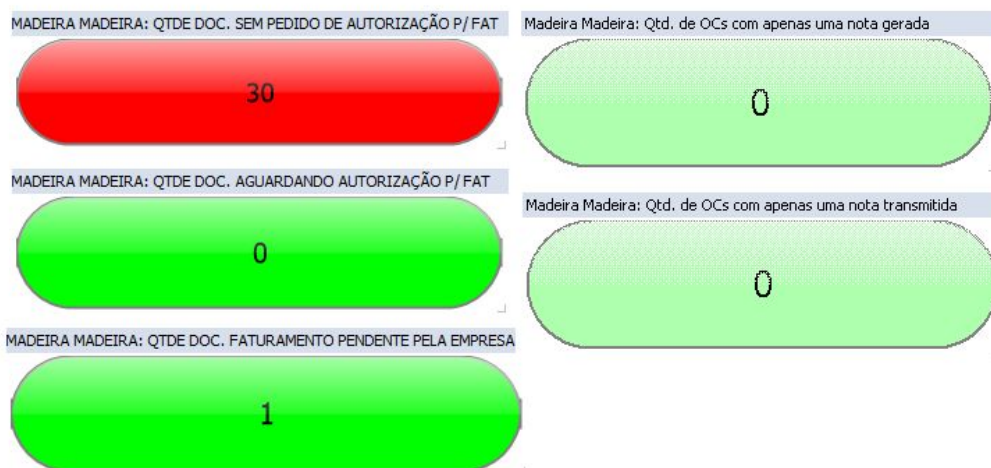 MADEIRA MADEIRA: QTDE DOC. SEM PEDIDO DE AUTORIZAÇÃO P/ FAT
30
MADEIRA MADEIRA: QTDE DOC. AGUARDANDO AUTORIZAÇÃO P/ FAT
0
MADEIRA MADEIRA: QTDE DOC. FATURAMENTO PENDENTE PELA EMPRESA
1
Madeira Madeira: Qtd. de OCs com apenas uma nota gerada
0
Madeira Madeira: Qtd. de OCs com apenas uma nota transmitida
0